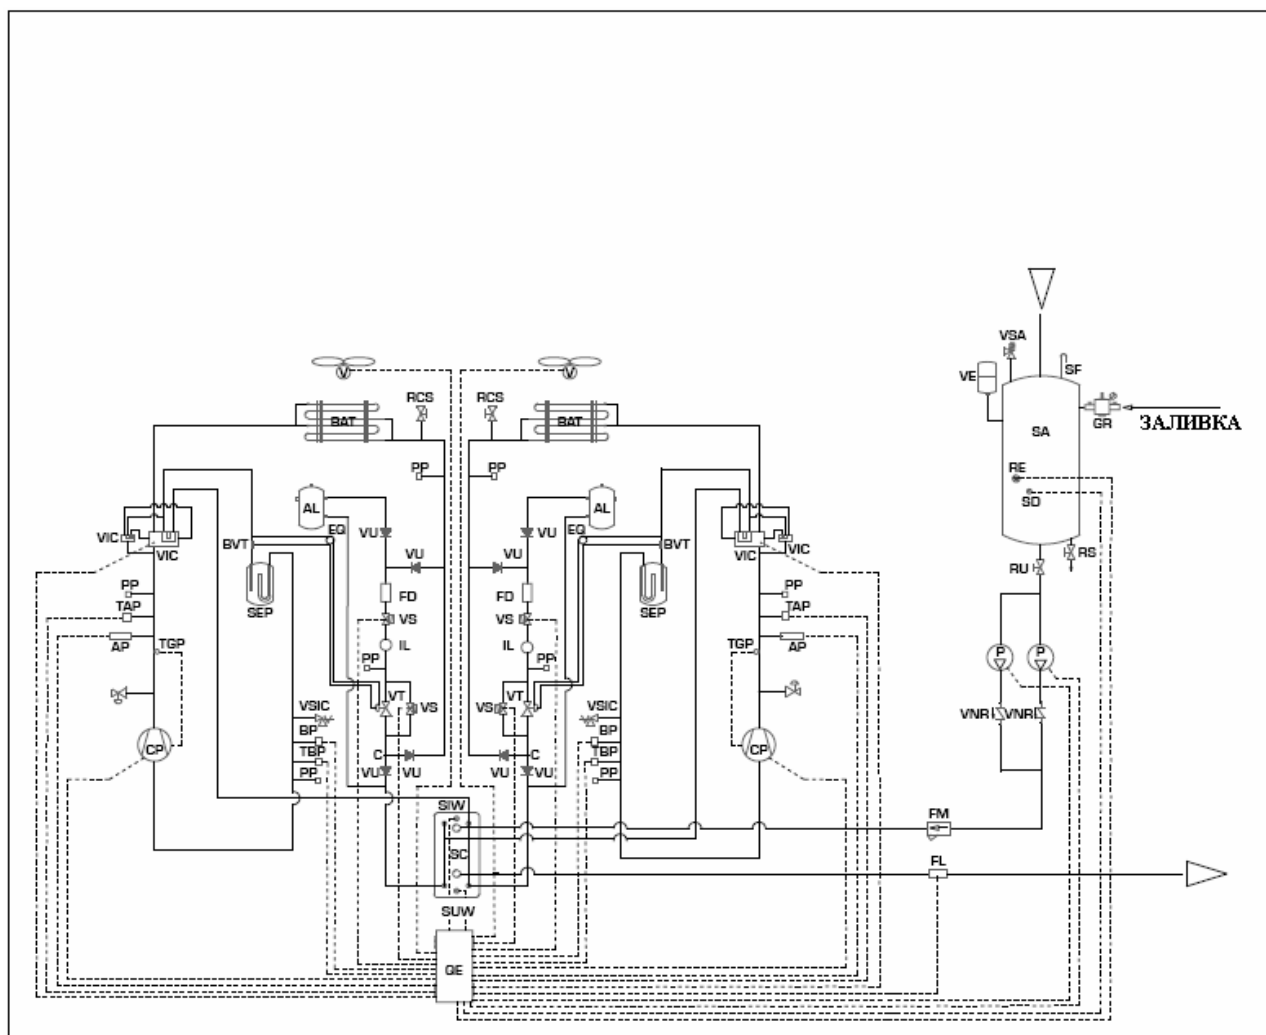 VSA
VE
SF
V
V
RCS
RCS
BAT
BAT
GR
ЗАЛИВКА
SA
PP
PP
RE
SD
AL
AL
EQ
EQ
VU
VU
VIC
VIC
BVT
BVT
VIC
VIC
VU
VU
RS
RU
PP
FD
FD
PP
SEP
SEP
TAP
TAP
VS
VS
AP
TGP
IL
IL
TGP
AP
PP
PP
P
P
VT
VT
VSIC
VS
VS
VSIC
VNR
VNR
BP
BP
CP
TBP
C
C
TBP
CP
PP
VU
VU
VU
VU
PP
SIW
FM
SC
FL
SUW
QE